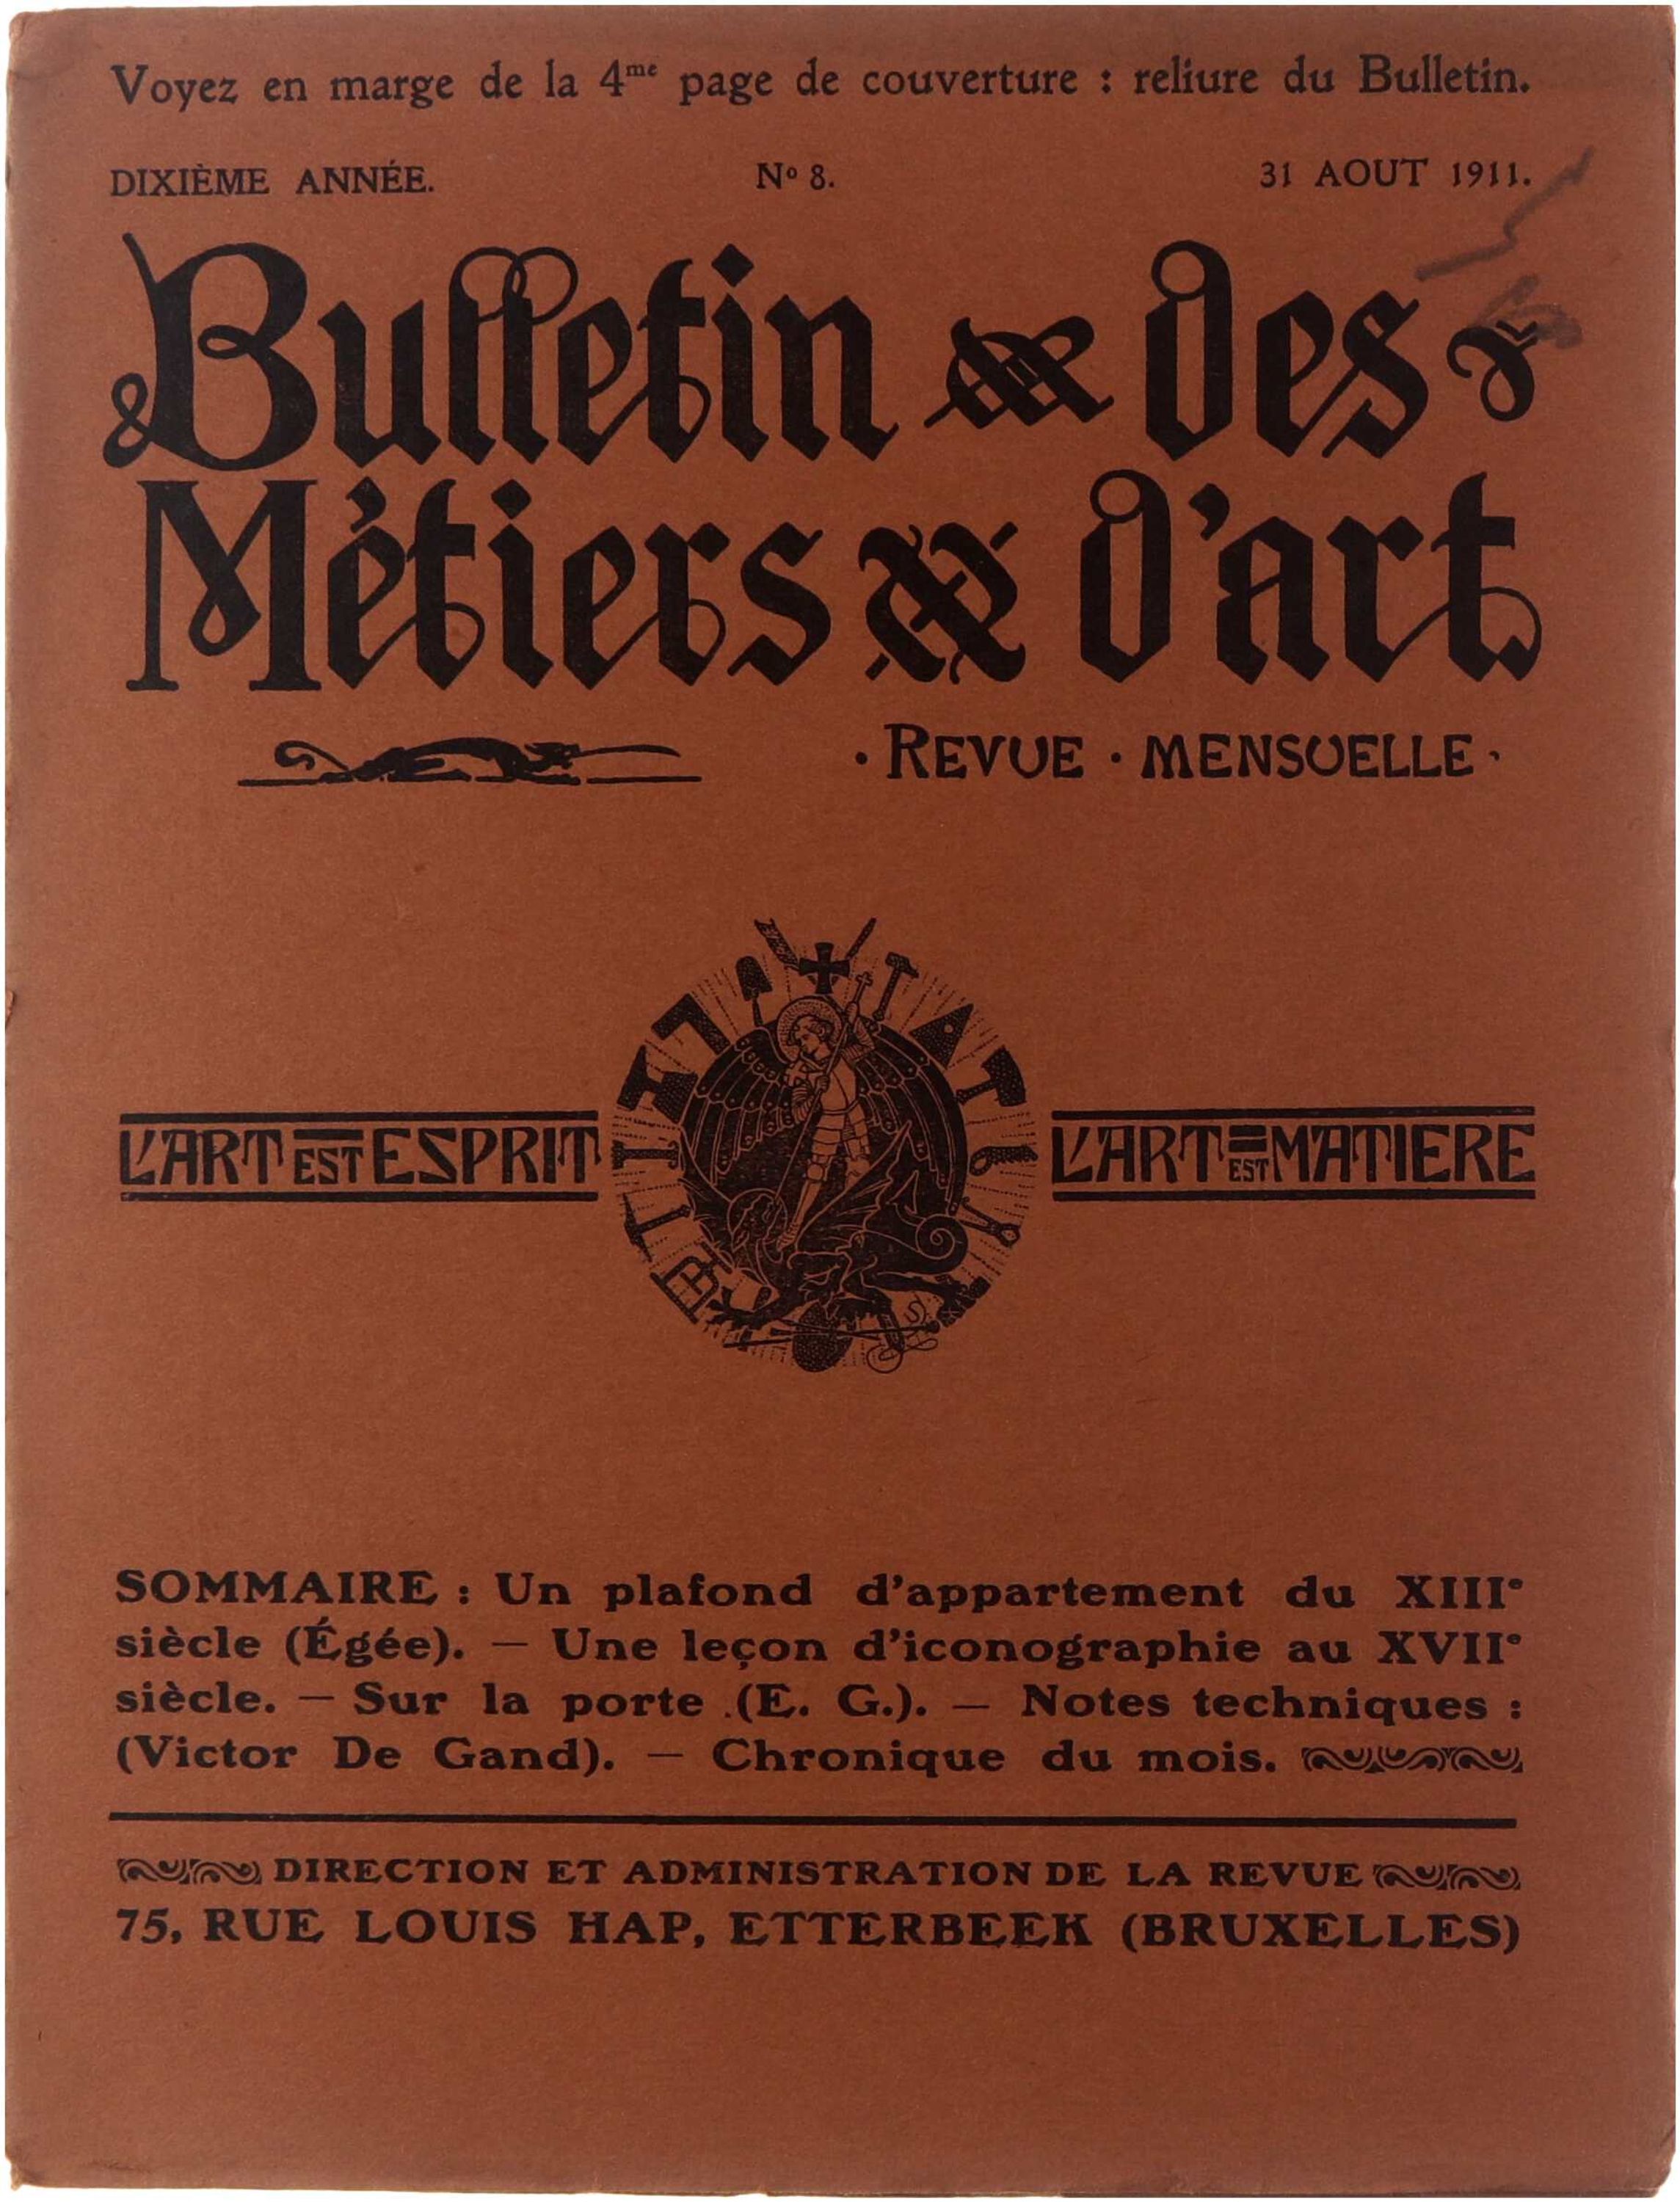 Voyez en marge de la 4me page de couverture : reliure du Bulletin.
DIXIÈME ANNÉE. No 8. 31 AOUT 1911.
Bulletin des
Métiers d'art
· REVUE · MENSUELLE ·
L'ART EST ESPRIT L'ART EST MATIERE
SOMMAIRE : Un plafond d'appartement du XIIIe
siècle (Égée). — Une leçon d'iconographie au XVIIe
siècle. — Sur la porte (E. G.). — Notes techniques :
(Victor De Gand). — Chronique du mois.
DIRECTION ET ADMINISTRATION DE LA REVUE
75, RUE LOUIS HAP, ETTERBEEK (BRUXELLES)